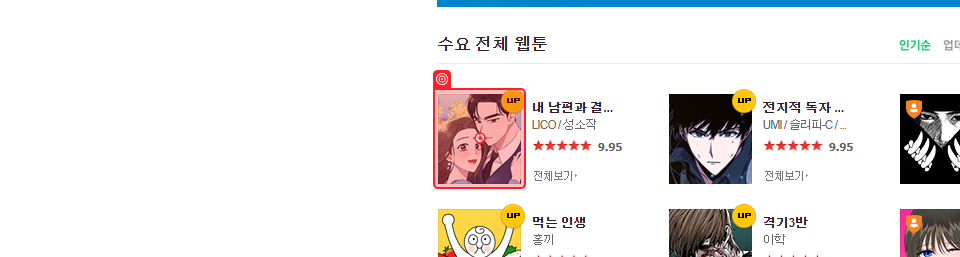 수요 전체 웹툰
인기순 업데
UP
내 남편과 결...
LICO / 성소작
9.95
전체보기
UP
전지적 독자 ...
UMI / 슬리피-C / ...
9.95
전체보기
UP
먹는 인생
홍끼
UP
격기3반
이학